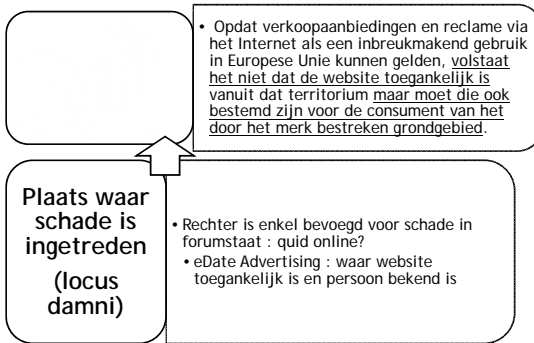 • Opdat verkoopaanbiedingen en reclame via
het Internet als een inbreukmakend gebruik
in Europese Unie kunnen gelden, volstaat
het niet dat de website toegankelijk is
vanuit dat territorium maar moet die ook
bestemd zijn voor de consument van het
door het merk bestreken grondgebied.
Plaats waar
schade is
ingetreden
(locus
damni)
• Rechter is enkel bevoegd voor schade in
forumstaat : quid online?
• eDate Advertising : waar website
toegankelijk is en persoon bekend is